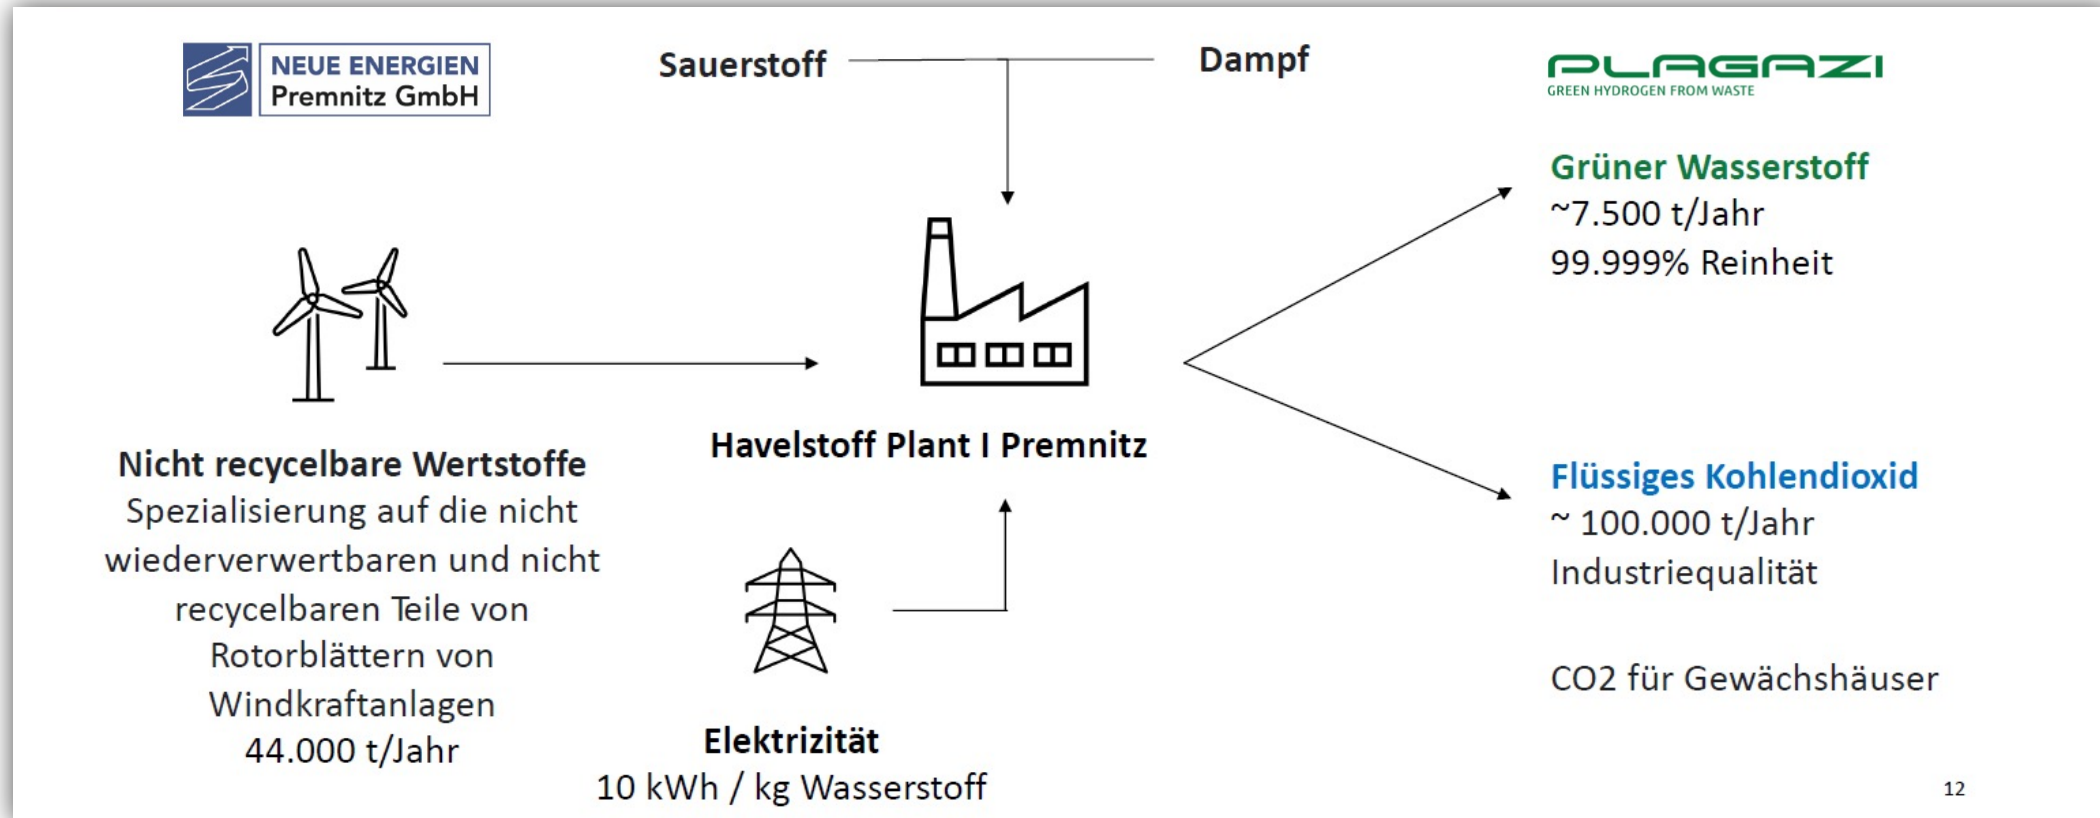 NEUE ENERGIEN
Premnitz GmbH
Sauerstoff
Dampf
PLAGAZI
GREEN HYDROGEN FROM WASTE
Grüner Wasserstoff
~7.500 t/Jahr
99.999% Reinheit
Havelstoff Plant I Premnitz
Nicht recycelbare Wertstoffe
Spezialisierung auf die nicht
wiederverwertbaren und nicht
recycelbaren Teile von
Rotorblättern von
Windkraftanlagen
44.000 t/Jahr
Elektrizität
10 kWh / kg Wasserstoff
Flüssiges Kohlendioxid
~ 100.000 t/Jahr
Industriequalität
CO2 für Gewächshäuser
12